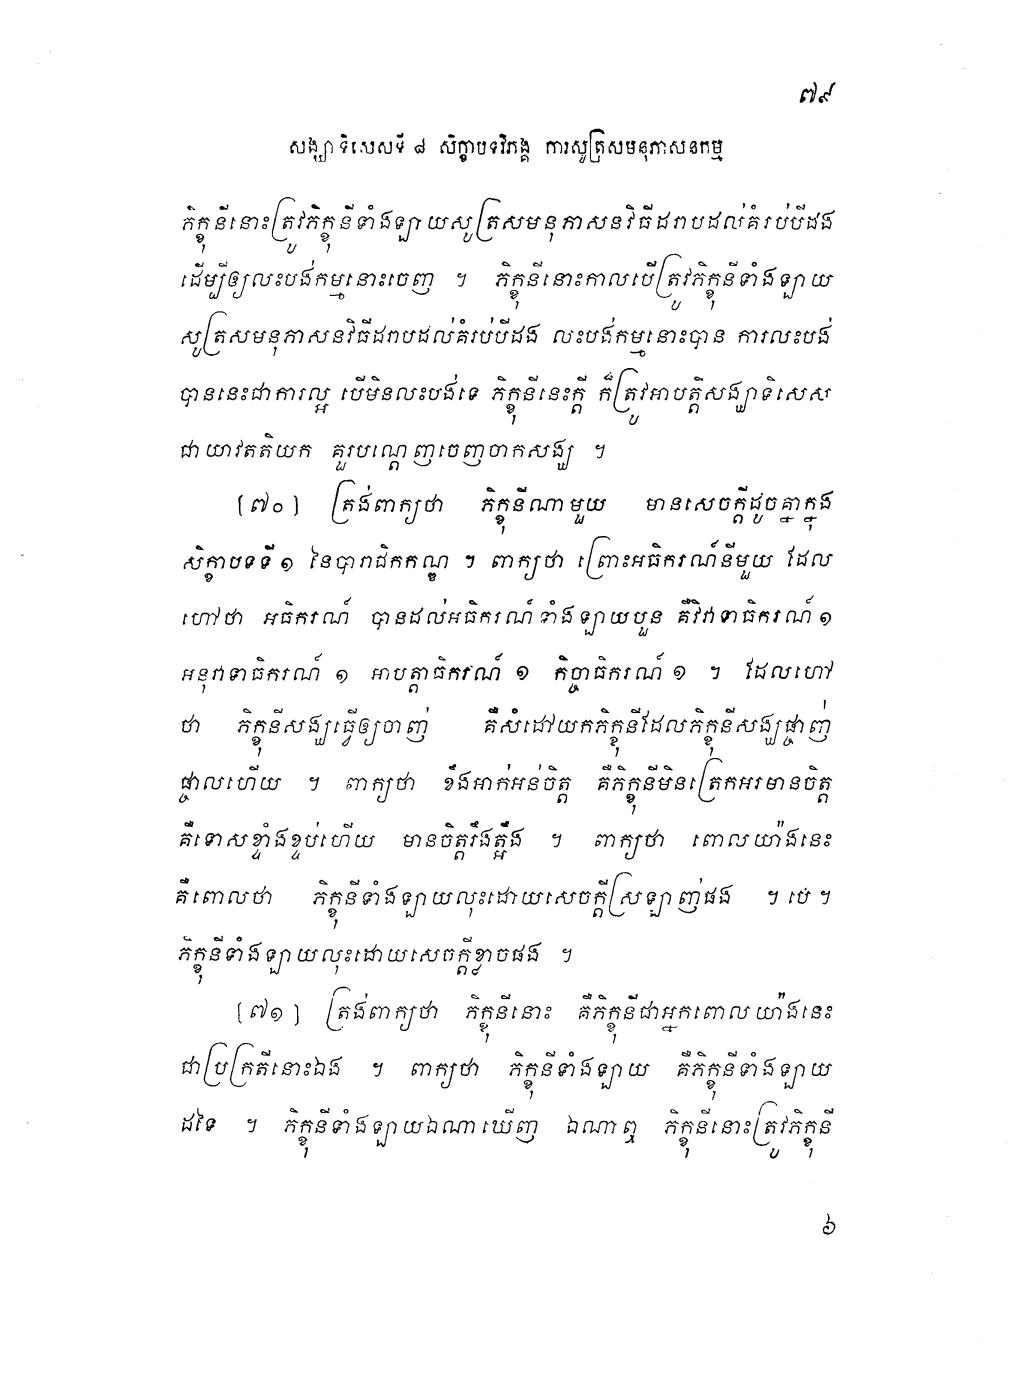 ៧៩
សង្ឃាទិសេសទី ៨ សិក្ខាបទវិភង្គ ការសូត្រសមនុភាសនកម្ម
ភិក្ខុនីនោះត្រូវភិក្ខុនីទាំងឡាយសូត្រសមនុភាសនវិធីដរាបដល់គំរប់បីដង
ដើម្បីឲ្យលះបង់កម្មនោះចេញ ។ ភិក្ខុនីនោះកាលបើត្រូវភិក្ខុនីទាំងឡាយ
សូត្រសមនុភាសនវិធីដរាបដល់គំរប់បីដង លះបង់កម្មនោះបាន ការលះបង់
បាននេះជាការល្អ បើមិនលះបង់ទេ ភិក្ខុនីនេះក្តី ក៏ត្រូវអាបត្តិសង្ឃាទិសេស
ជាយាវតតិយក គួរបណ្តេញចេញចាកសង្ឃ ។
[៧០] ត្រង់ពាក្យថា ភិក្ខុនីណាមួយ មានសេចក្តីដូចគ្នាក្នុង
សិក្ខាបទទី ១ នៃបារាជិកកណ្ឌ ។ ពាក្យថា ព្រោះអធិករណ៍នីមួយ ដែល
ហៅថា អធិករណ៍ បានដល់អធិករណ៍ទាំងឡាយបួន គឺវិវាទាធិករណ៍ ១
អនុវាទាធិករណ៍ ១ អាបត្តាធិករណ៍ ១ កិច្ចាធិករណ៍ ១ ។ ដែលហៅ
ថា ភិក្ខុនីសង្ឃធ្វើឲ្យចាញ់ គឺសំដៅយកភិក្ខុនីដែលភិក្ខុនីសង្ឃផ្ចាញ់
ផ្ចាលហើយ ។ ពាក្យថា ខឹងអាក់អន់ចិត្ត គឺភិក្ខុនីមិនត្រេកអរមានចិត្ត
គឺទោសខ្ទាំងខ្ទប់ហើយ មានចិត្តរឹងត្អឹង ។ ពាក្យថា ពោលយ៉ាងនេះ
គឺពោលថា ភិក្ខុនីទាំងឡាយលុះដោយសេចក្តីស្រឡាញ់ផង ។ បេ ។
ភិក្ខុនីទាំងឡាយលុះដោយសេចក្តីខ្លាចផង ។
[៧១] ត្រង់ពាក្យថា ភិក្ខុនីនោះ គឺភិក្ខុនីជាអ្នកពោលយ៉ាងនេះ
ជាប្រក្រតីនោះឯង ។ ពាក្យថា ភិក្ខុនីទាំងឡាយ គឺភិក្ខុនីទាំងឡាយ
ដទៃ ។ ភិក្ខុនីទាំងឡាយឯណាឃើញ ឯណាឮ ភិក្ខុនីនោះត្រូវភិក្ខុនី
៦